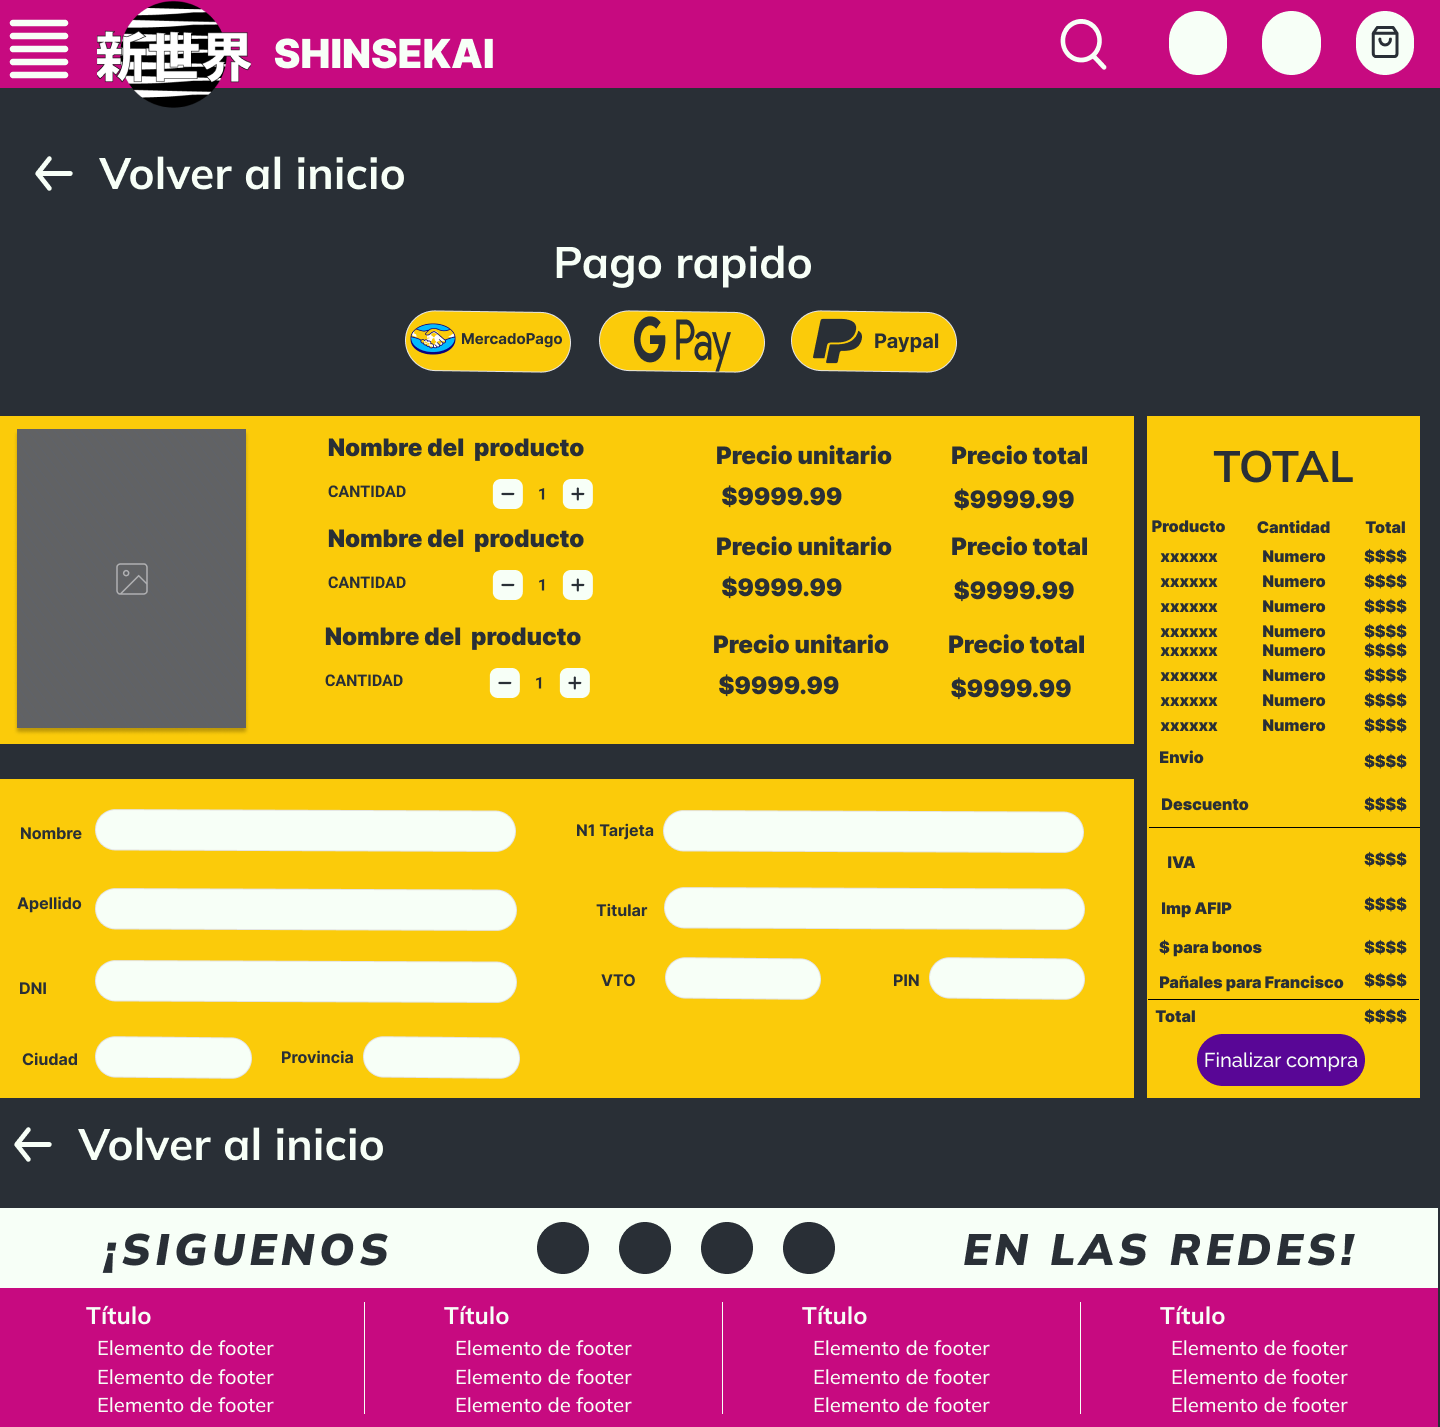 新世界 SHINSEKAI
Volver al inicio
Pago rapido
MercadoPago
G Pay
Paypal
Nombre del producto
CANTIDAD
1
Precio unitario
$9999.99
Precio total
$9999.99
Nombre del producto
CANTIDAD
1
Precio unitario
$9999.99
Precio total
$9999.99
Nombre del producto
CANTIDAD
1
Precio unitario
$9999.99
Precio total
$9999.99
TOTAL
Producto Cantidad Total
xxxxxx Numero $$$$
xxxxxx Numero $$$$
xxxxxx Numero $$$$
xxxxxx Numero $$$$
xxxxxx Numero $$$$
xxxxxx Numero $$$$
xxxxxx Numero $$$$
xxxxxx Numero $$$$
Envio $$$$
Descuento $$$$
IVA $$$$
Imp AFIP $$$$
$ para bonos $$$$
Pañales para Francisco $$$$
Total $$$$
Finalizar compra
Nombre
N1 Tarjeta
Apellido
Titular
DNI
VTO
PIN
Ciudad
Provincia
Volver al inicio
¡SIGUENOS
EN LAS REDES!
Título
Elemento de footer
Elemento de footer
Elemento de footer
Título
Elemento de footer
Elemento de footer
Elemento de footer
Título
Elemento de footer
Elemento de footer
Elemento de footer
Título
Elemento de footer
Elemento de footer
Elemento de footer